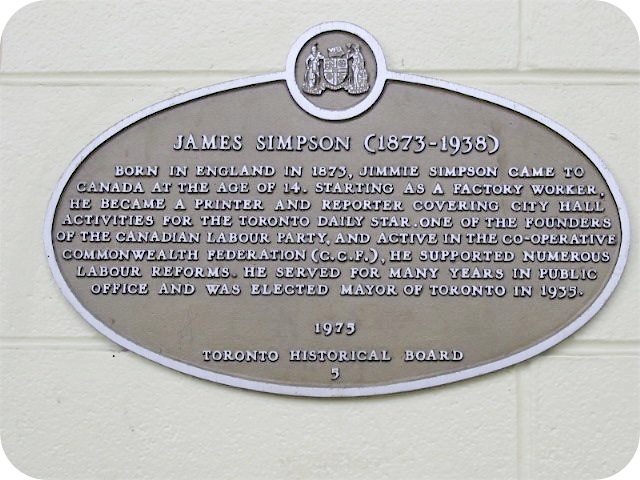 JAMES SIMPSON (1873-1938)
BORN IN ENGLAND IN 1873, JIMMIE SIMPSON CAME TO
CANADA AT THE AGE OF 14. STARTING AS A FACTORY WORKER,
HE BECAME A PRINTER AND REPORTER COVERING CITY HALL
ACTIVITIES FOR THE TORONTO DAILY STAR. ONE OF THE FOUNDERS
OF THE CANADIAN LABOUR PARTY, AND ACTIVE IN THE CO-OPERATIVE
COMMONWEALTH FEDERATION (C.C.F.), HE SUPPORTED NUMEROUS
LABOUR REFORMS. HE SERVED FOR MANY YEARS IN PUBLIC
OFFICE AND WAS ELECTED MAYOR OF TORONTO IN 1935.
1975
TORONTO HISTORICAL BOARD
5